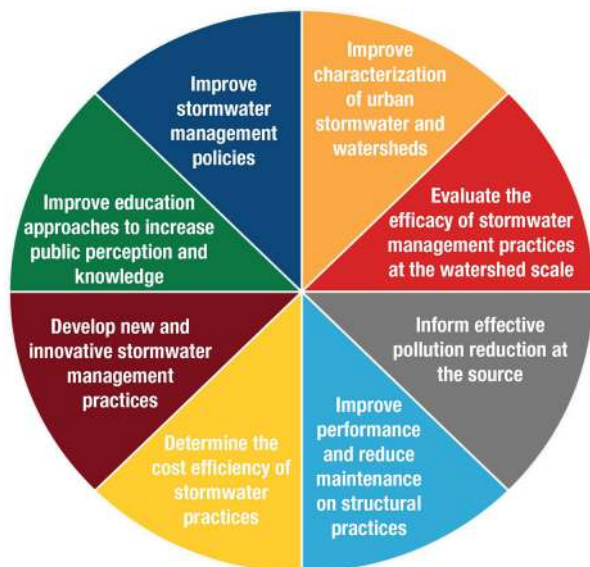 Improve
stormwater
management
policies
Improve
characterization
of urban
stormwater and
watersheds
Evaluate the
efficacy of stormwater
management practices
at the watershed scale
Inform effective
pollution reduction at
the source
Improve
performance
and reduce
maintenance
on structural
practices
Determine the
cost efficiency of
stormwater
practices
Develop new and
innovative stormwater
management
practices
Improve education
approaches to increase
public perception and
knowledge